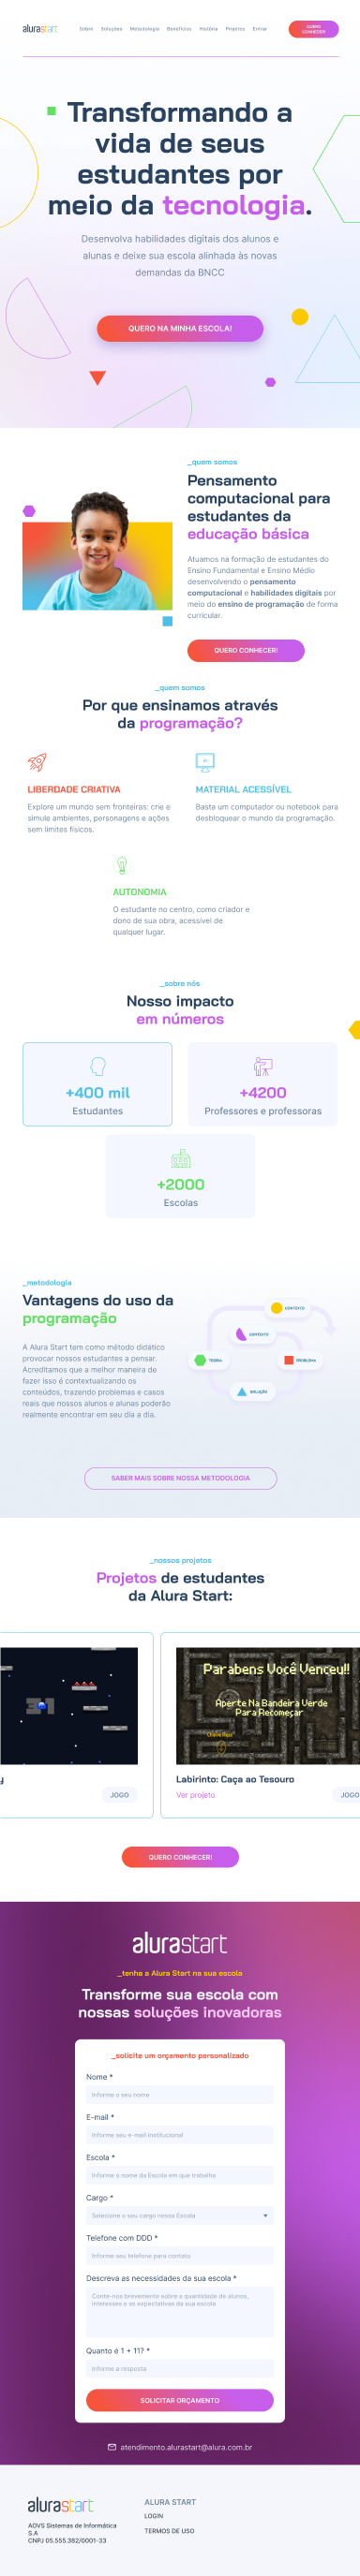 alurastart
Sobre Soluções Metodologia Benefícios História Projetos Entrar
QUERO
CONHECER
Transformando a
vida de seus
estudantes por
meio da tecnologia.
Desenvolva habilidades digitais dos alunos e
alunas e deixe sua escola alinhada às novas
demandas da BNCC
QUERO NA MINHA ESCOLA!
_quem somos
Pensamento
computacional para
estudantes da
educação básica
Atuamos na formação de estudantes do
Ensino Fundamental e Ensino Médio
desenvolvendo o pensamento
computacional e habilidades digitais por
meio do ensino de programação de forma
curricular.
QUERO CONHECER!
_quem somos
Por que ensinamos através
da programação?
LIBERDADE CRIATIVA
Explore um mundo sem fronteiras: crie e
simule ambientes, personagens e ações
sem limites físicos.
MATERIAL ACESSÍVEL
Basta um computador ou notebook para
desbloquear o mundo da programação.
AUTONOMIA
O estudante no centro, como criador e
dono de sua obra, acessível de
qualquer lugar.
_sobre nós
Nosso impacto
em números
+400 mil
Estudantes
+4200
Professores e professoras
+2000
Escolas
_metodologia
Vantagens do uso da
programação
A Alura Start tem como método didático
provocar nossos estudantes a pensar.
Acreditamos que a melhor maneira de
fazer isso é contextualizando os
conteúdos, trazendo problemas e casos
reais que nossos alunos e alunas poderão
realmente encontrar em seu dia a dia.
CONTEXTO
CONTEXTO
TEORIA
PROBLEMA
SOLUÇÃO
SABER MAIS SOBRE NOSSA METODOLOGIA
_nossos projetos
Projetos de estudantes
da Alura Start:
y
JOGO
Parabens Você Venceu!!
Aperte Na Bandeira Verde
Para Recomeçar
Labirinto: Caça ao Tesouro
Ver projeto
JOGO
QUERO CONHECER!
alurastart
_tenha a Alura Start na sua escola
Transforme sua escola com
nossas soluções inovadoras
_solicite um orçamento personalizado
Nome *
Informe o seu nome
E-mail *
Informe seu e-mail institucional
Escola *
Informe o nome da Escola em que trabalha
Cargo *
Selecione o seu cargo nessa Escola
Telefone com DDD *
Informe seu telefone para contato
Descreva as necessidades da sua escola *
Conte-nos brevemente sobre a quantidade de alunos,
interesses e as expectativas da sua escola
Quanto é 1 + 11? *
Informe a resposta
SOLICITAR ORÇAMENTO
atendimento.alurastart@alura.com.br
alurastart
AOVS Sistemas de Informática
S.A
CNPJ 05.555.382/0001-33
ALURA START
LOGIN
TERMOS DE USO